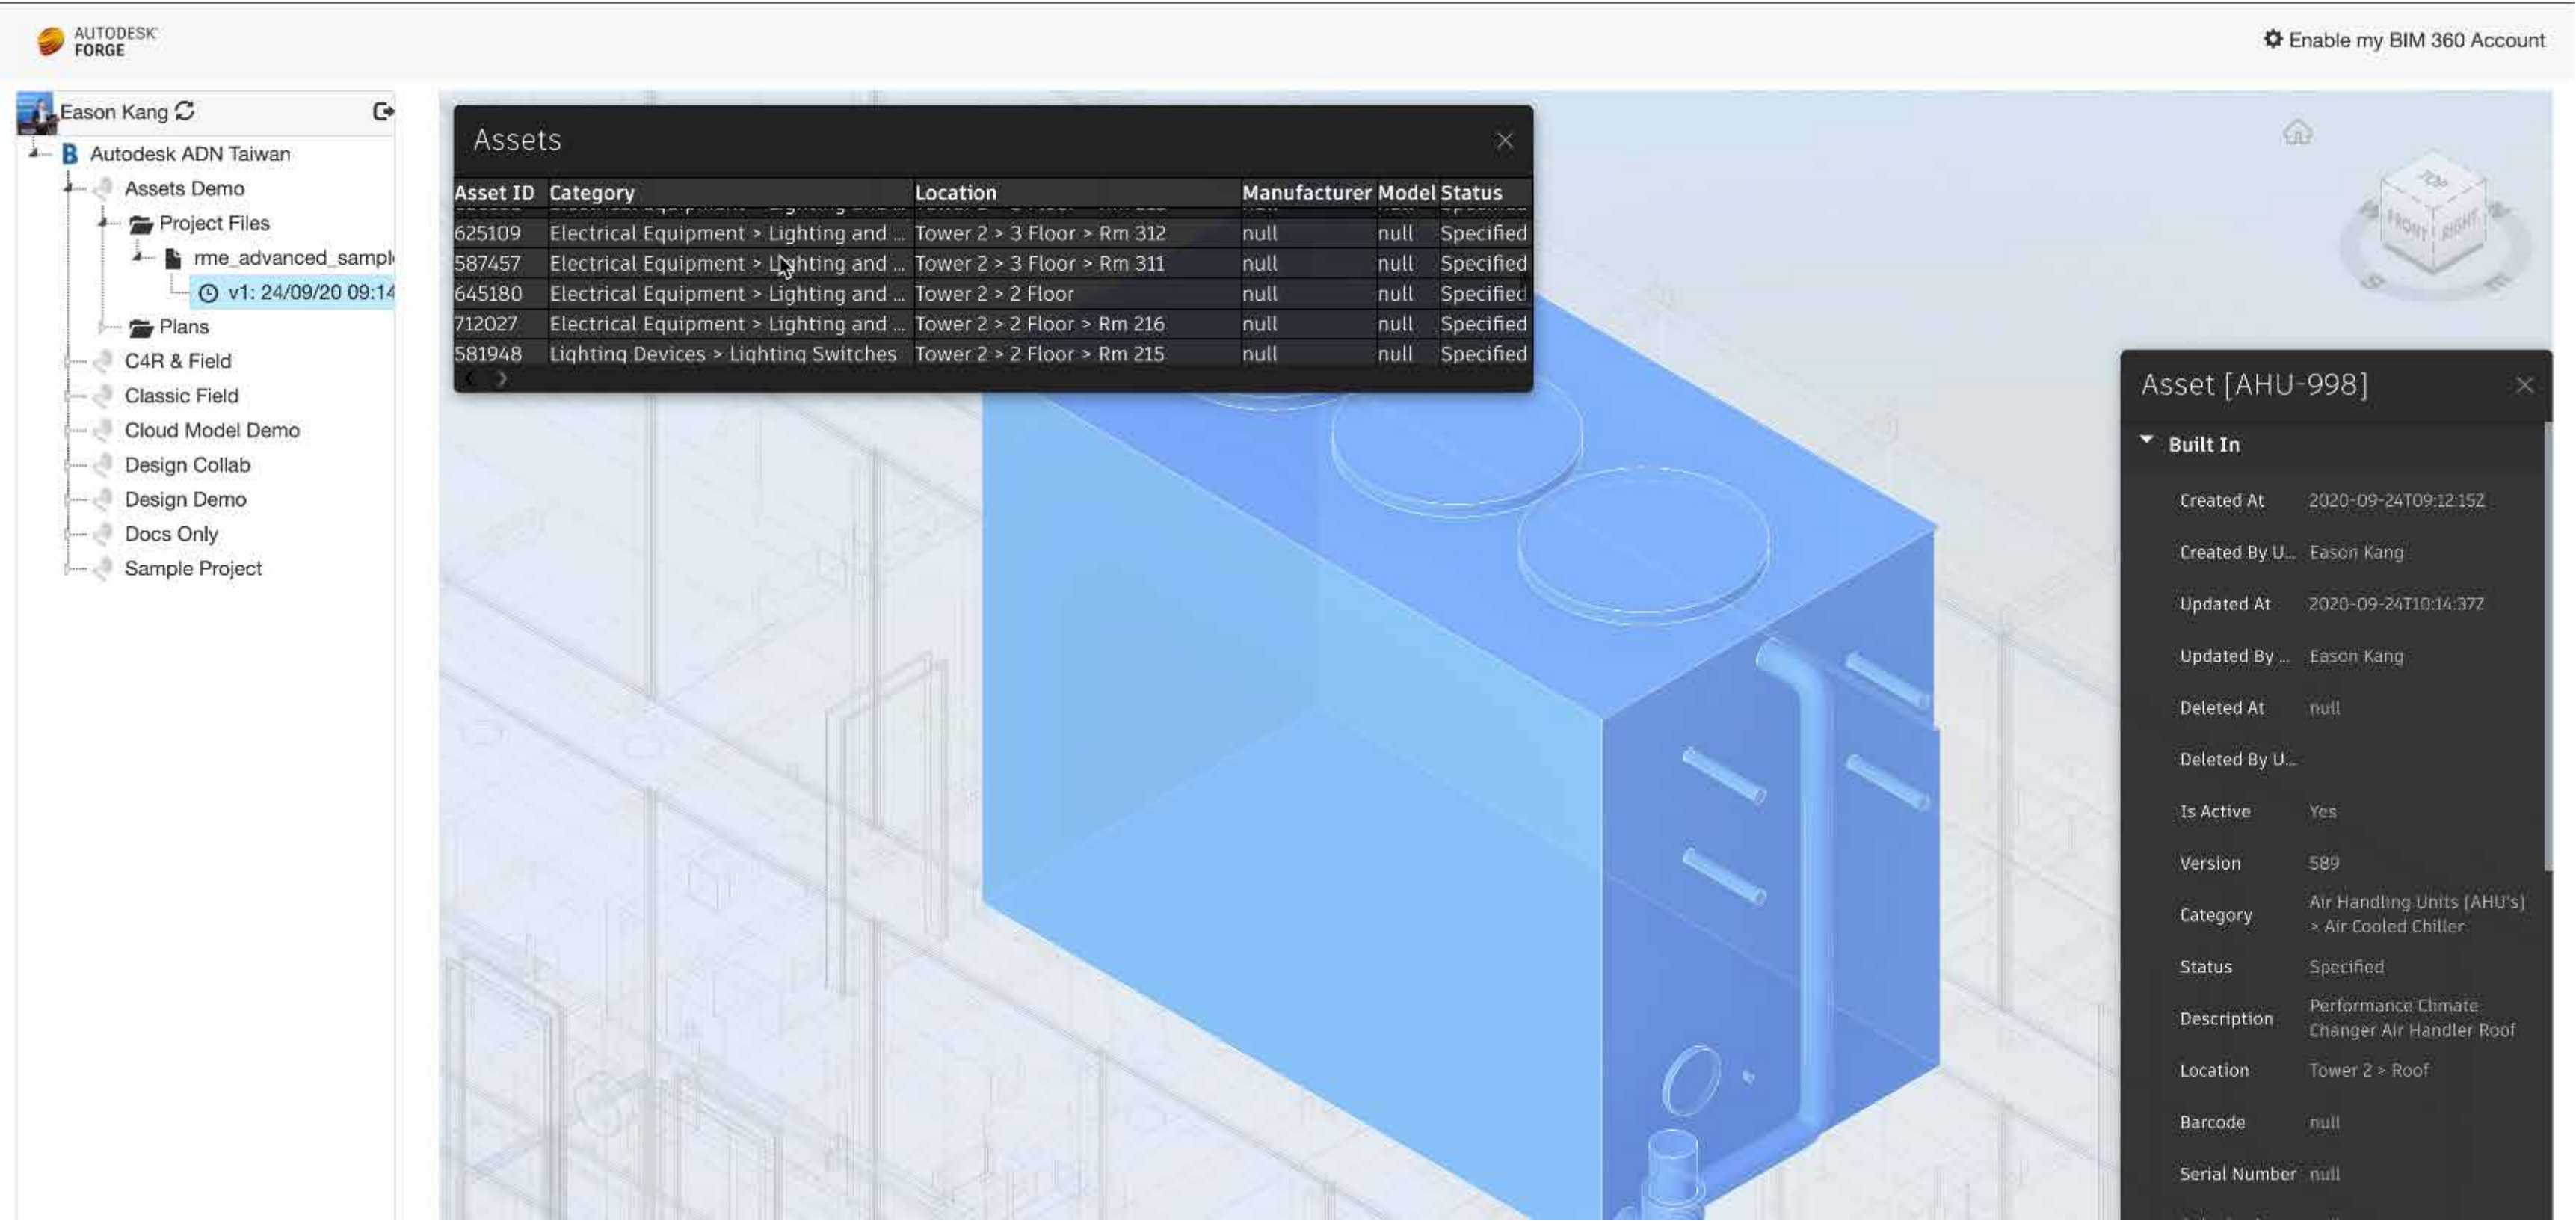 AUTODESK
FORGE
Enable my BIM 360 Account
Eason Kang
Autodesk ADN Taiwan
Assets Demo
Project Files
rme_advanced_sampl
v1: 24/09/20 09:14
Plans
C4R & Field
Classic Field
Cloud Model Demo
Design Collab
Design Demo
Docs Only
Sample Project
Assets
Asset ID Category Location Manufacturer Model Status
625109 Electrical Equipment > Lighting and ... Tower 2 > 3 Floor > Rm 312 null null Specified
587457 Electrical Equipment > Lighting and ... Tower 2 > 3 Floor > Rm 311 null null Specified
645180 Electrical Equipment > Lighting and ... Tower 2 > 2 Floor null null Specified
712027 Electrical Equipment > Lighting and ... Tower 2 > 2 Floor > Rm 216 null null Specified
581948 Lighting Devices > Lighting Switches Tower 2 > 2 Floor > Rm 215 null null Specified
TOP
FRONT RIGHT
S E
Asset [AHU-998]
Built In
Created At 2020-09-24T09:12:15Z
Created By U... Eason Kang
Updated At 2020-09-24T10:14:37Z
Updated By ... Eason Kang
Deleted At null
Deleted By U...
Is Active Yes
Version 589
Category Air Handling Units (AHU's)
> Air Cooled Chiller
Status Specified
Description Performance Climate
Changer Air Handler Roof
Location Tower 2 > Roof
Barcode null
Serial Number null